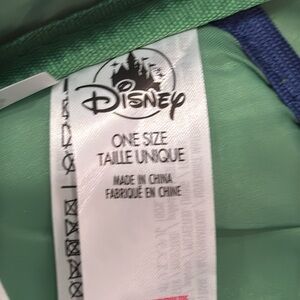 Disney
ONE SIZE
TAILLE UNIQUE
MADE IN CHINA
FABRIQUÉ EN CHINE